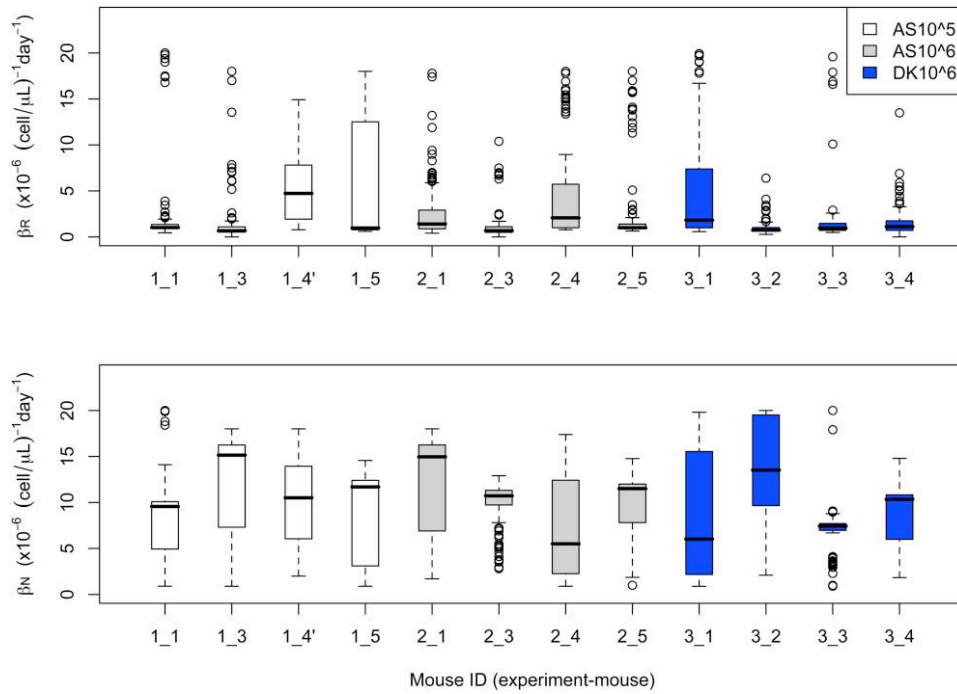 βR (x10⁻⁶ (cell/μL)⁻¹day⁻¹)
20
15
10
5
0
AS10^5
AS10^6
DK10^6
1_1 1_3 1_4' 1_5 2_1 2_3 2_4 2_5 3_1 3_2 3_3 3_4
βN (x10⁻⁶ (cell/μL)⁻¹day⁻¹)
20
15
10
5
0
1_1 1_3 1_4' 1_5 2_1 2_3 2_4 2_5 3_1 3_2 3_3 3_4
Mouse ID (experiment-mouse)